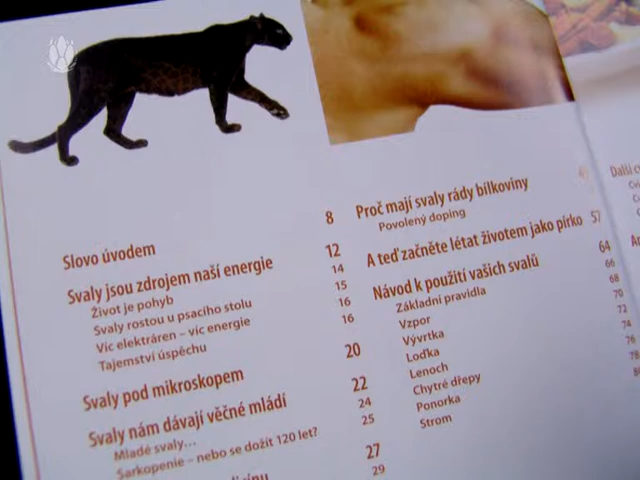 Slovo úvodem 8
Svaly jsou zdrojem naší energie 12
Život je pohyb 14
Svaly rostou u psacího stolu 15
Víc elektráren – víc energie 16
Tajemství úspěchu 16
Svaly pod mikroskopem 20
Svaly nám dávají věčné mládí 22
Mladé svaly... 24
Sarkopenie – nebo se dožít 120 let? 25
27
29
Proč mají svaly rády bílkoviny
Povolený doping
A teď začněte létat životem jako pírko 57
Návod k použití vašich svalů 64
Základní pravidla 66
Vzpor 68
Vývrtka 70
Loďka 72
Lenoch 74
Chytré dřepy 76
Ponorka 78
Strom
Další